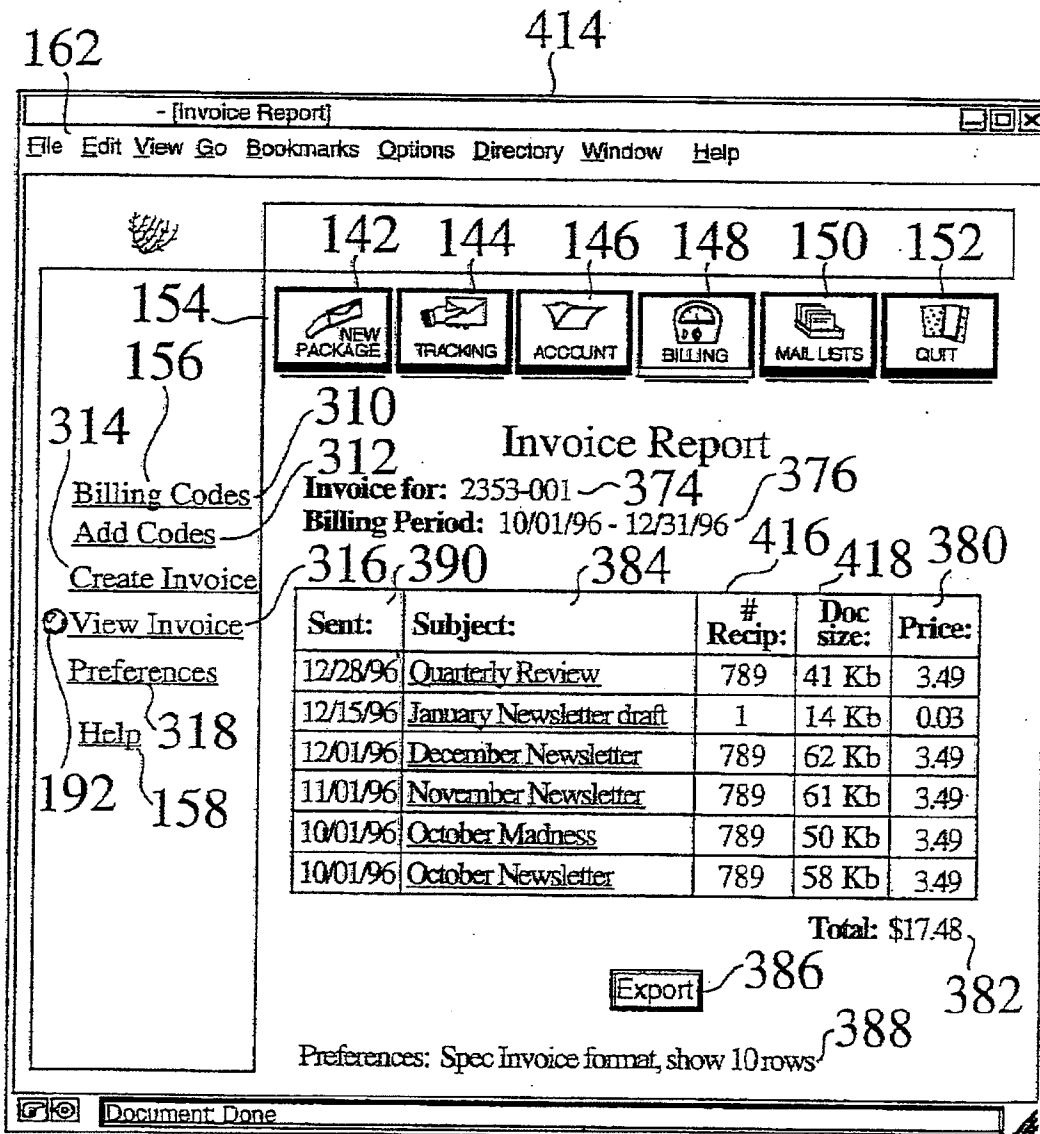 414
162
- [Invoice Report]
File Edit View Go Bookmarks Options Directory Window Help
142 144 146 148 150 152
NEW PACKAGE TRACKING ACCOUNT BILLING MAIL LISTS QUIT
154
156
314
310
312
Billing Codes
Add Codes
Create Invoice
316
View Invoice
Preferences
318
Help
192
158
Invoice Report
Invoice for: 2353-001 374
376
Billing Period: 10/01/96 - 12/31/96
390 384 416 418 380
Sent: Subject: # Recip: Doc size: Price:
12/28/96 Quarterly Review 789 41 Kb 3.49
12/15/96 January Newsletter draft 1 14 Kb 0.03
12/01/96 December Newsletter 789 62 Kb 3.49
11/01/96 November Newsletter 789 61 Kb 3.49
10/01/96 October Madness 789 50 Kb 3.49
10/01/96 October Newsletter 789 58 Kb 3.49
Total: $17.48
382
Export 386
388
Preferences: Spec Invoice format, show 10 rows
Document Done